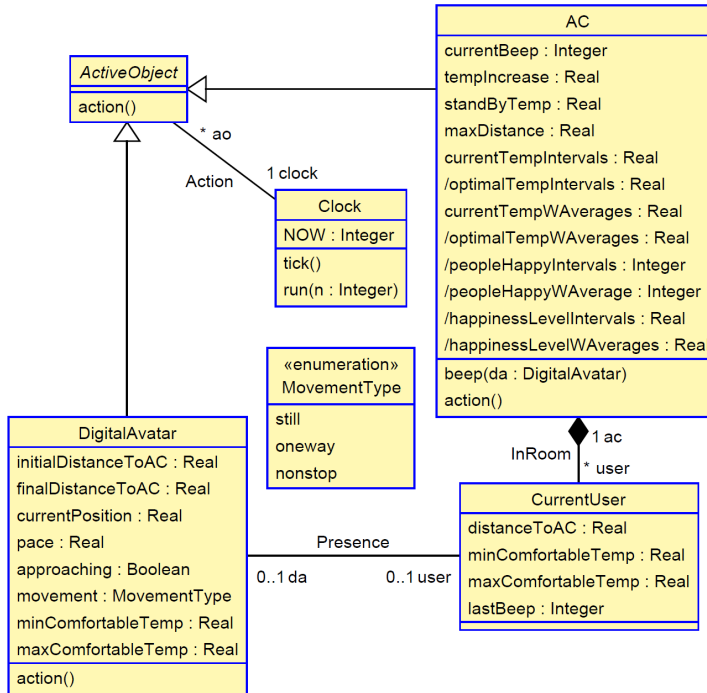 AC
currentBeep : Integer
tempIncrease : Real
standByTemp : Real
maxDistance : Real
currentTempIntervals : Real
/optimalTempIntervals : Real
currentTempWAverages : Real
/optimalTempWAverages : Real
/peopleHappyIntervals : Integer
/peopleHappyWAverage : Integer
/happinessLevelIntervals : Real
/happinessLevelWAverages : Real
beep(da : DigitalAvatar)
action()
ActiveObject
action()
* ao
Action
1 clock
Clock
NOW : Integer
tick()
run(n : Integer)
«enumeration»
MovementType
still
oneway
nonstop
DigitalAvatar
initialDistanceToAC : Real
finalDistanceToAC : Real
currentPosition : Real
pace : Real
approaching : Boolean
movement : MovementType
minComfortableTemp : Real
maxComfortableTemp : Real
action()
1 ac
InRoom
* user
CurrentUser
distanceToAC : Real
minComfortableTemp : Real
maxComfortableTemp : Real
lastBeep : Integer
Presence
0..1 da
0..1 user